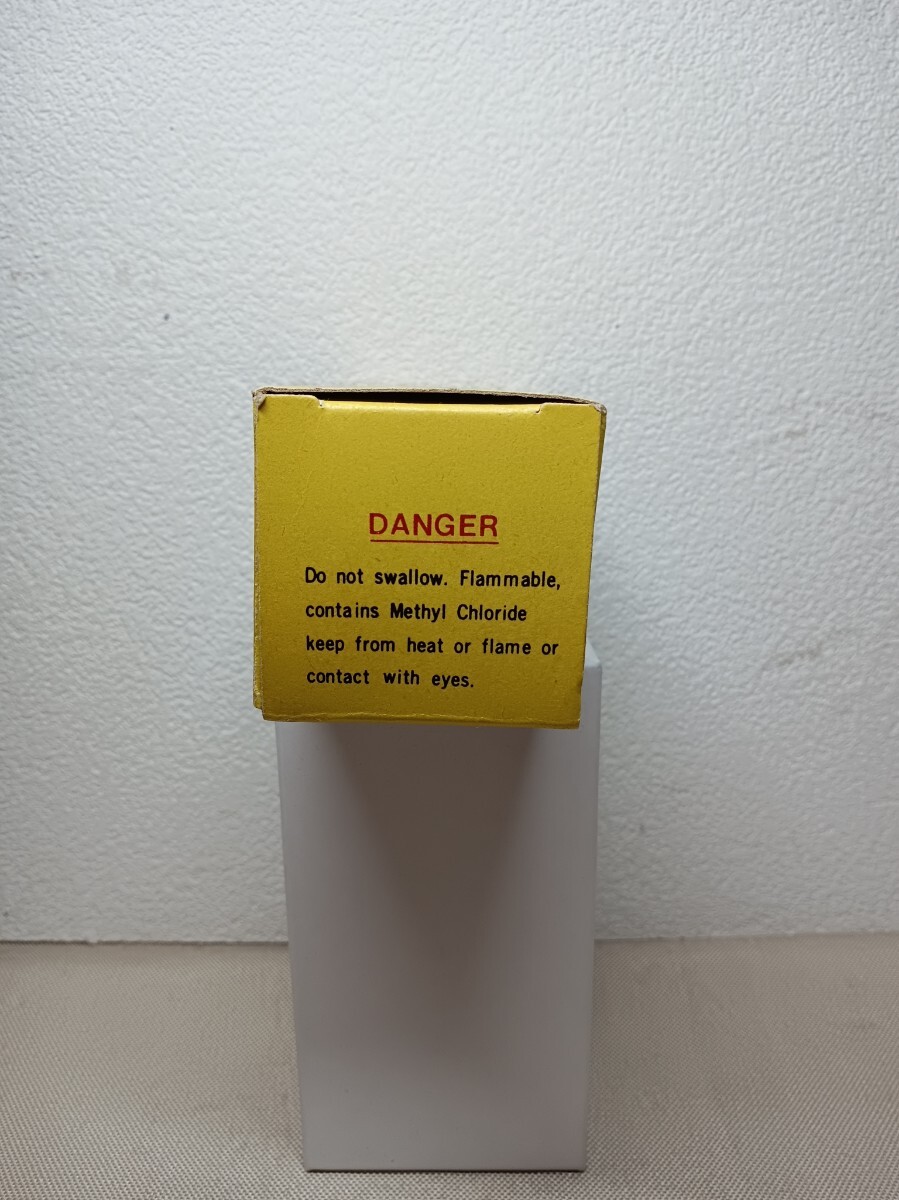 DANGER
Do not swallow. Flammable,
contains Methyl Chloride
keep from heat or flame or
contact with eyes.